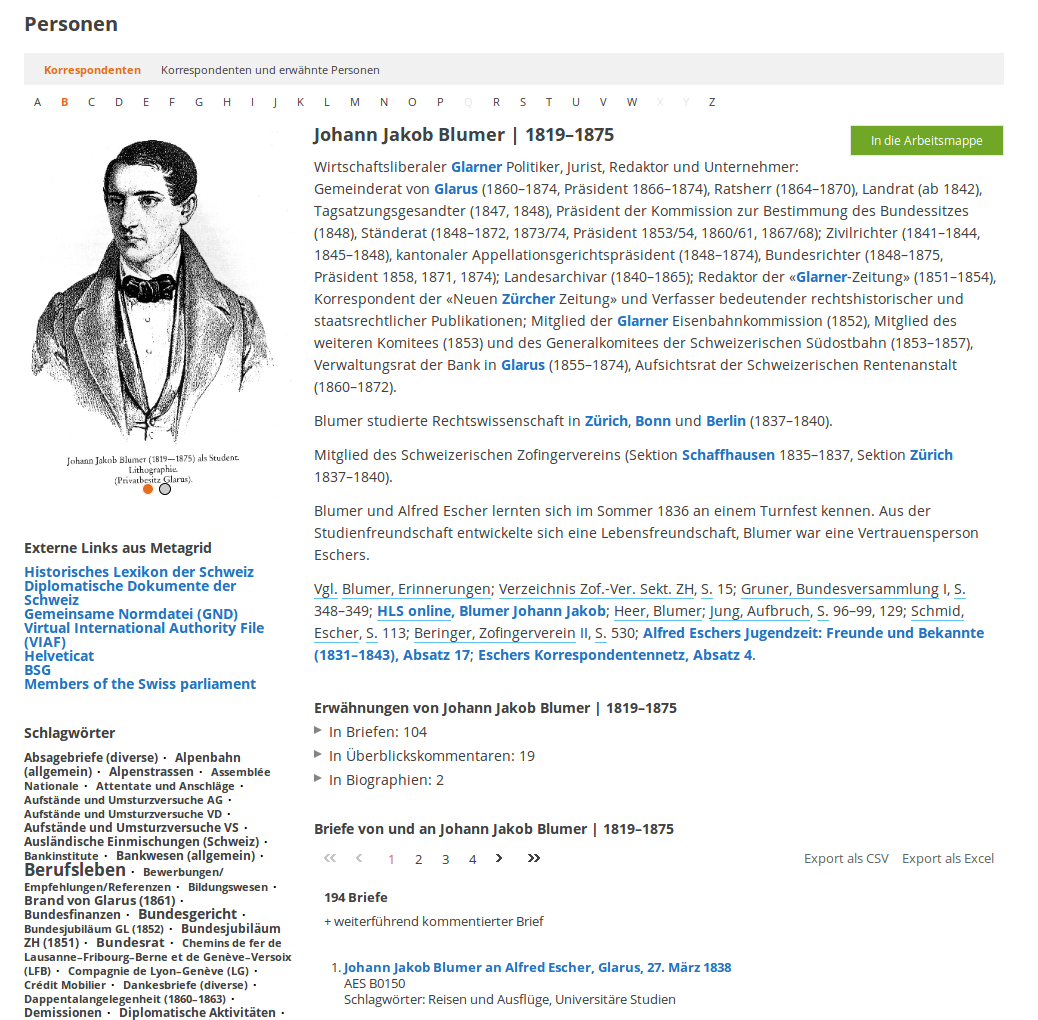 Personen
Korrespondenten Korrespondenten und erwähnte Personen
A B C D E F G H I J K L M N O P Q R S T U V W X Y Z
Johann Jakob Blumer (1819—1875) als Student.
Lithographie.
(Privatbesitz Glarus).
Externe Links aus Metagrid
Historisches Lexikon der Schweiz
Diplomatische Dokumente der
Schweiz
Gemeinsame Normdatei (GND)
Virtual International Authority File
(VIAF)
Helveticat
BSG
Members of the Swiss parliament
Schlagwörter
Absagebriefe (diverse) · Alpenbahn
(allgemein) · Alpenstrassen · Assemblée
Nationale · Attentate und Anschläge ·
Aufstände und Umsturzversuche AG ·
Aufstände und Umsturzversuche VD ·
Aufstände und Umsturzversuche VS ·
Ausländische Einmischungen (Schweiz) ·
Bankinstitute · Bankwesen (allgemein) ·
Berufsleben · Bewerbungen/
Empfehlungen/Referenzen · Bildungswesen ·
Brand von Glarus (1861) ·
Bundesfinanzen · Bundesgericht ·
Bundesjubiläum GL (1852) · Bundesjubiläum
ZH (1851) · Bundesrat · Chemins de fer de
Lausanne–Fribourg–Berne et de Genève–Versoix
(LFB) · Compagnie de Lyon–Genève (LG) ·
Crédit Mobilier · Dankesbriefe (diverse) ·
Dappentalangelegenheit (1860–1863) ·
Demissionen · Diplomatische Aktivitäten ·
Johann Jakob Blumer | 1819–1875
In die Arbeitsmappe
Wirtschaftsliberaler Glarner Politiker, Jurist, Redaktor und Unternehmer:
Gemeinderat von Glarus (1860–1874, Präsident 1866–1874), Ratsherr (1864–1870), Landrat (ab 1842),
Tagsatzungsgesandter (1847, 1848), Präsident der Kommission zur Bestimmung des Bundessitzes
(1848), Ständerat (1848–1872, 1873/74, Präsident 1853/54, 1860/61, 1867/68); Zivilrichter (1841–1844,
1845–1848), kantonaler Appellationsgerichtspräsident (1848–1874), Bundesrichter (1848–1875,
Präsident 1858, 1871, 1874); Landesarchivar (1840–1865); Redaktor der «Glarner-Zeitung» (1851–1854),
Korrespondent der «Neuen Zürcher Zeitung» und Verfasser bedeutender rechtshistorischer und
staatsrechtlicher Publikationen; Mitglied der Glarner Eisenbahnkommission (1852), Mitglied des
weiteren Komitees (1853) und des Generalkomitees der Schweizerischen Südostbahn (1853–1857),
Verwaltungsrat der Bank in Glarus (1855–1874), Aufsichtsrat der Schweizerischen Rentenanstalt
(1860–1872).
Blumer studierte Rechtswissenschaft in Zürich, Bonn und Berlin (1837–1840).
Mitglied des Schweizerischen Zofingervereins (Sektion Schaffhausen 1835–1837, Sektion Zürich
1837–1840).
Blumer und Alfred Escher lernten sich im Sommer 1836 an einem Turnfest kennen. Aus der
Studienfreundschaft entwickelte sich eine Lebensfreundschaft, Blumer war eine Vertrauensperson
Eschers.
Vgl. Blumer, Erinnerungen; Verzeichnis Zof.-Ver. Sekt. ZH, S. 15; Gruner, Bundesversammlung I, S.
348–349; HLS online, Blumer Johann Jakob; Heer, Blumer; Jung, Aufbruch, S. 96–99, 129; Schmid,
Escher, S. 113; Beringer, Zofingerverein II, S. 530; Alfred Eschers Jugendzeit: Freunde und Bekannte
(1831–1843), Absatz 17; Eschers Korrespondentennetz, Absatz 4.
Erwähnungen von Johann Jakob Blumer | 1819–1875
In Briefen: 104
In Überblickskommentaren: 19
In Biographien: 2
Briefe von und an Johann Jakob Blumer | 1819–1875
1 2 3 4 Export als CSV Export als Excel
194 Briefe
+ weiterführend kommentierter Brief
1. Johann Jakob Blumer an Alfred Escher, Glarus, 27. März 1838
AES B0150
Schlagwörter: Reisen und Ausflüge, Universitäre Studien